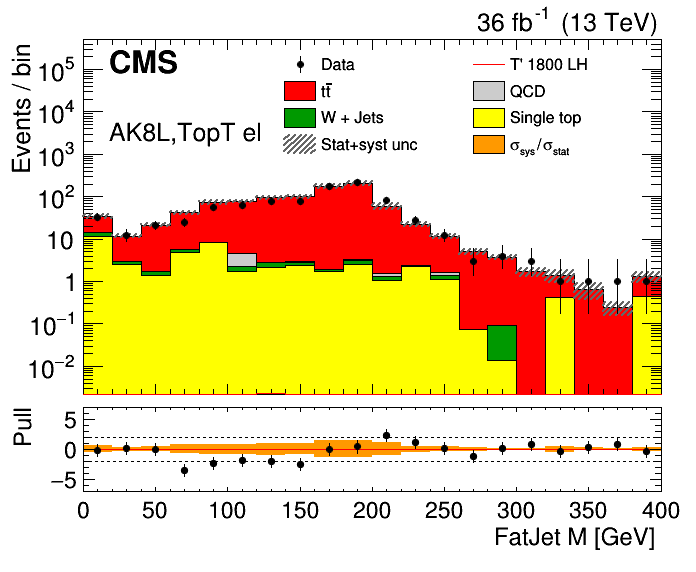 36 fb⁻¹ (13 TeV)
CMS
AK8L,TopT el
Data
tt̄
W + Jets
Stat+syst unc
T' 1800 LH
QCD
Single top
σsys/σstat
Events / bin
10⁵
10⁴
10³
10²
10
1
10⁻¹
10⁻²
Pull
5
0
−5
0 50 100 150 200 250 300 350 400
FatJet M [GeV]